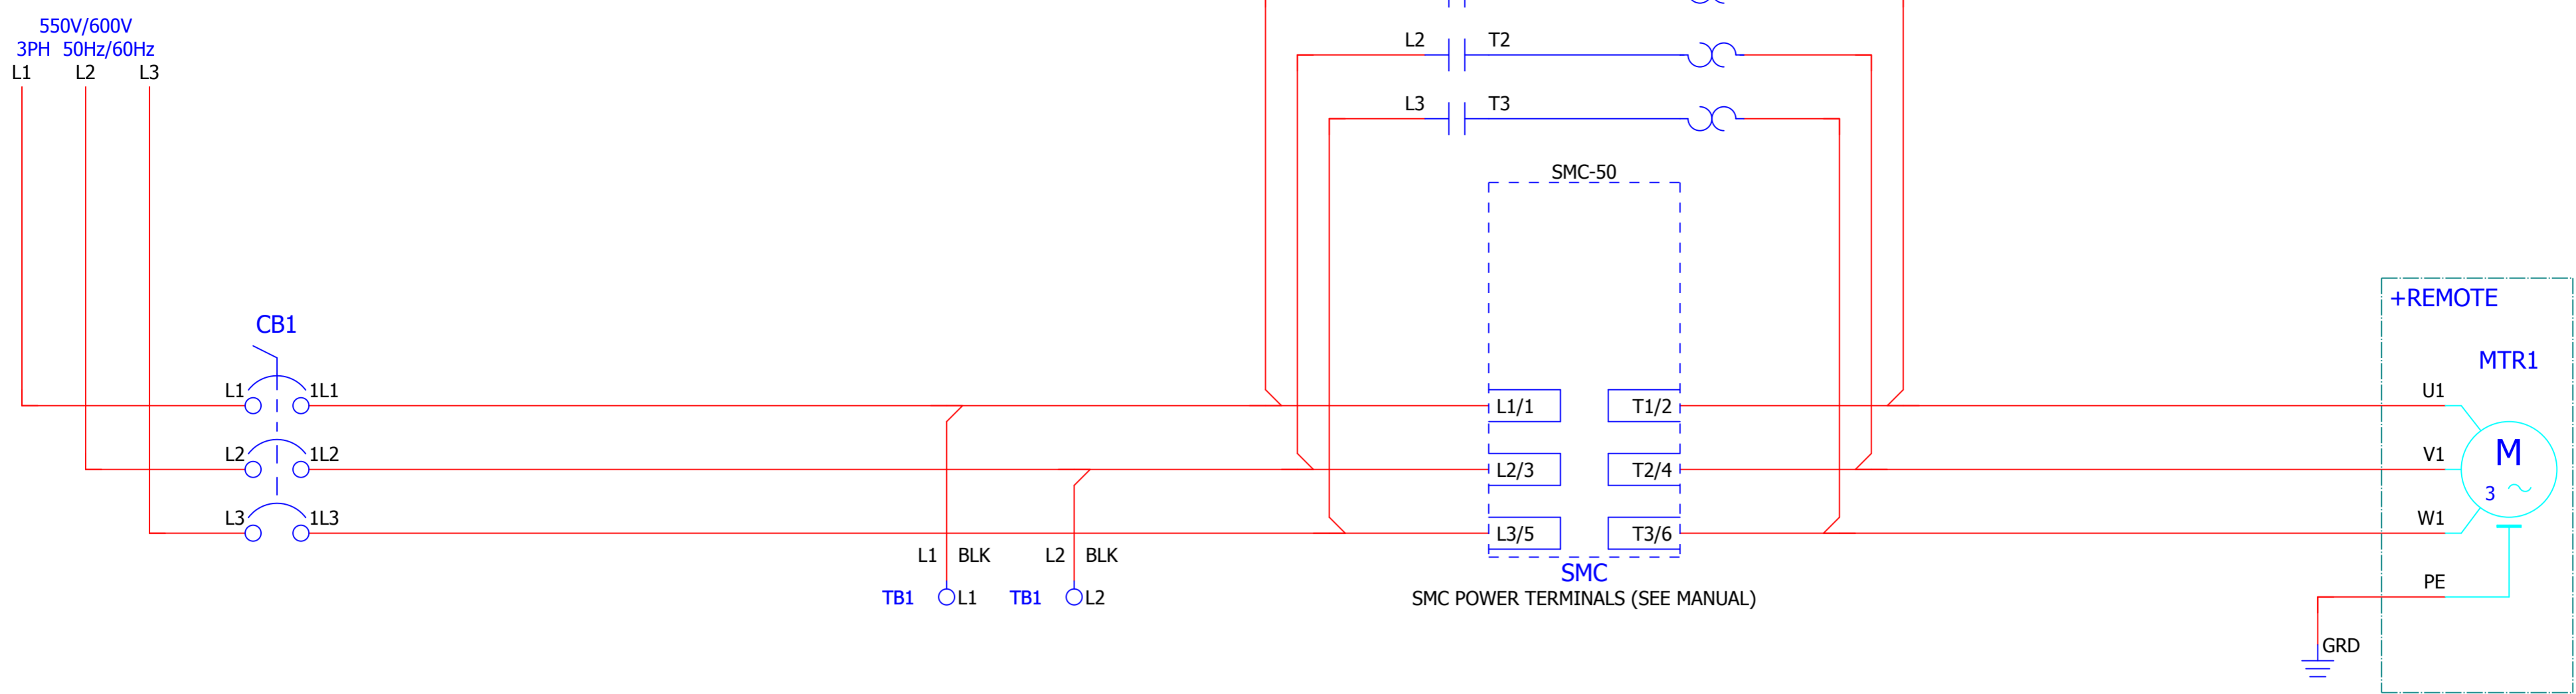 550V/600V
3PH 50Hz/60Hz
L1 L2 L3
L2 T2
L3 T3
SMC-50
+REMOTE
CB1
MTR1
L1 1L1
L1/1 T1/2
U1
L2 1L2
L2/3 T2/4
V1
M
3
L3 1L3
L3/5 T3/6
W1
L1 BLK L2 BLK
SMC
PE
TB1 L1 TB1 L2
SMC POWER TERMINALS (SEE MANUAL)
GRD